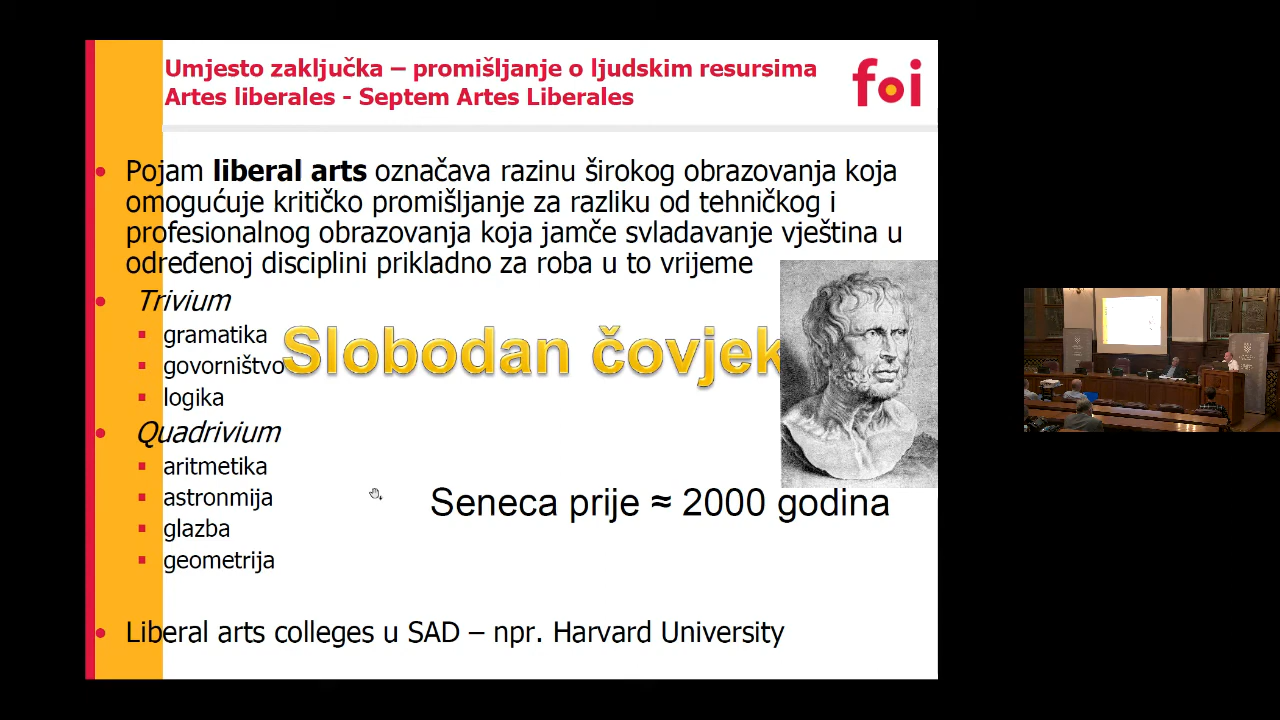 Umjesto zaključka – promišljanje o ljudskim resursima
Artes liberales - Septem Artes Liberales
foi
Pojam liberal arts označava razinu širokog obrazovanja koja
omogućuje kritičko promišljanje za razliku od tehničkog i
profesionalnog obrazovanja koja jamče svladavanje vještina u
određenoj disciplini prikladno za roba u to vrijeme
Trivium
gramatika
govorništvo
logika
Slobodan čovjek
Quadrivium
aritmetika
astronmija
glazba
geometrija
Seneca prije ≈ 2000 godina
Liberal arts colleges u SAD – npr. Harvard University